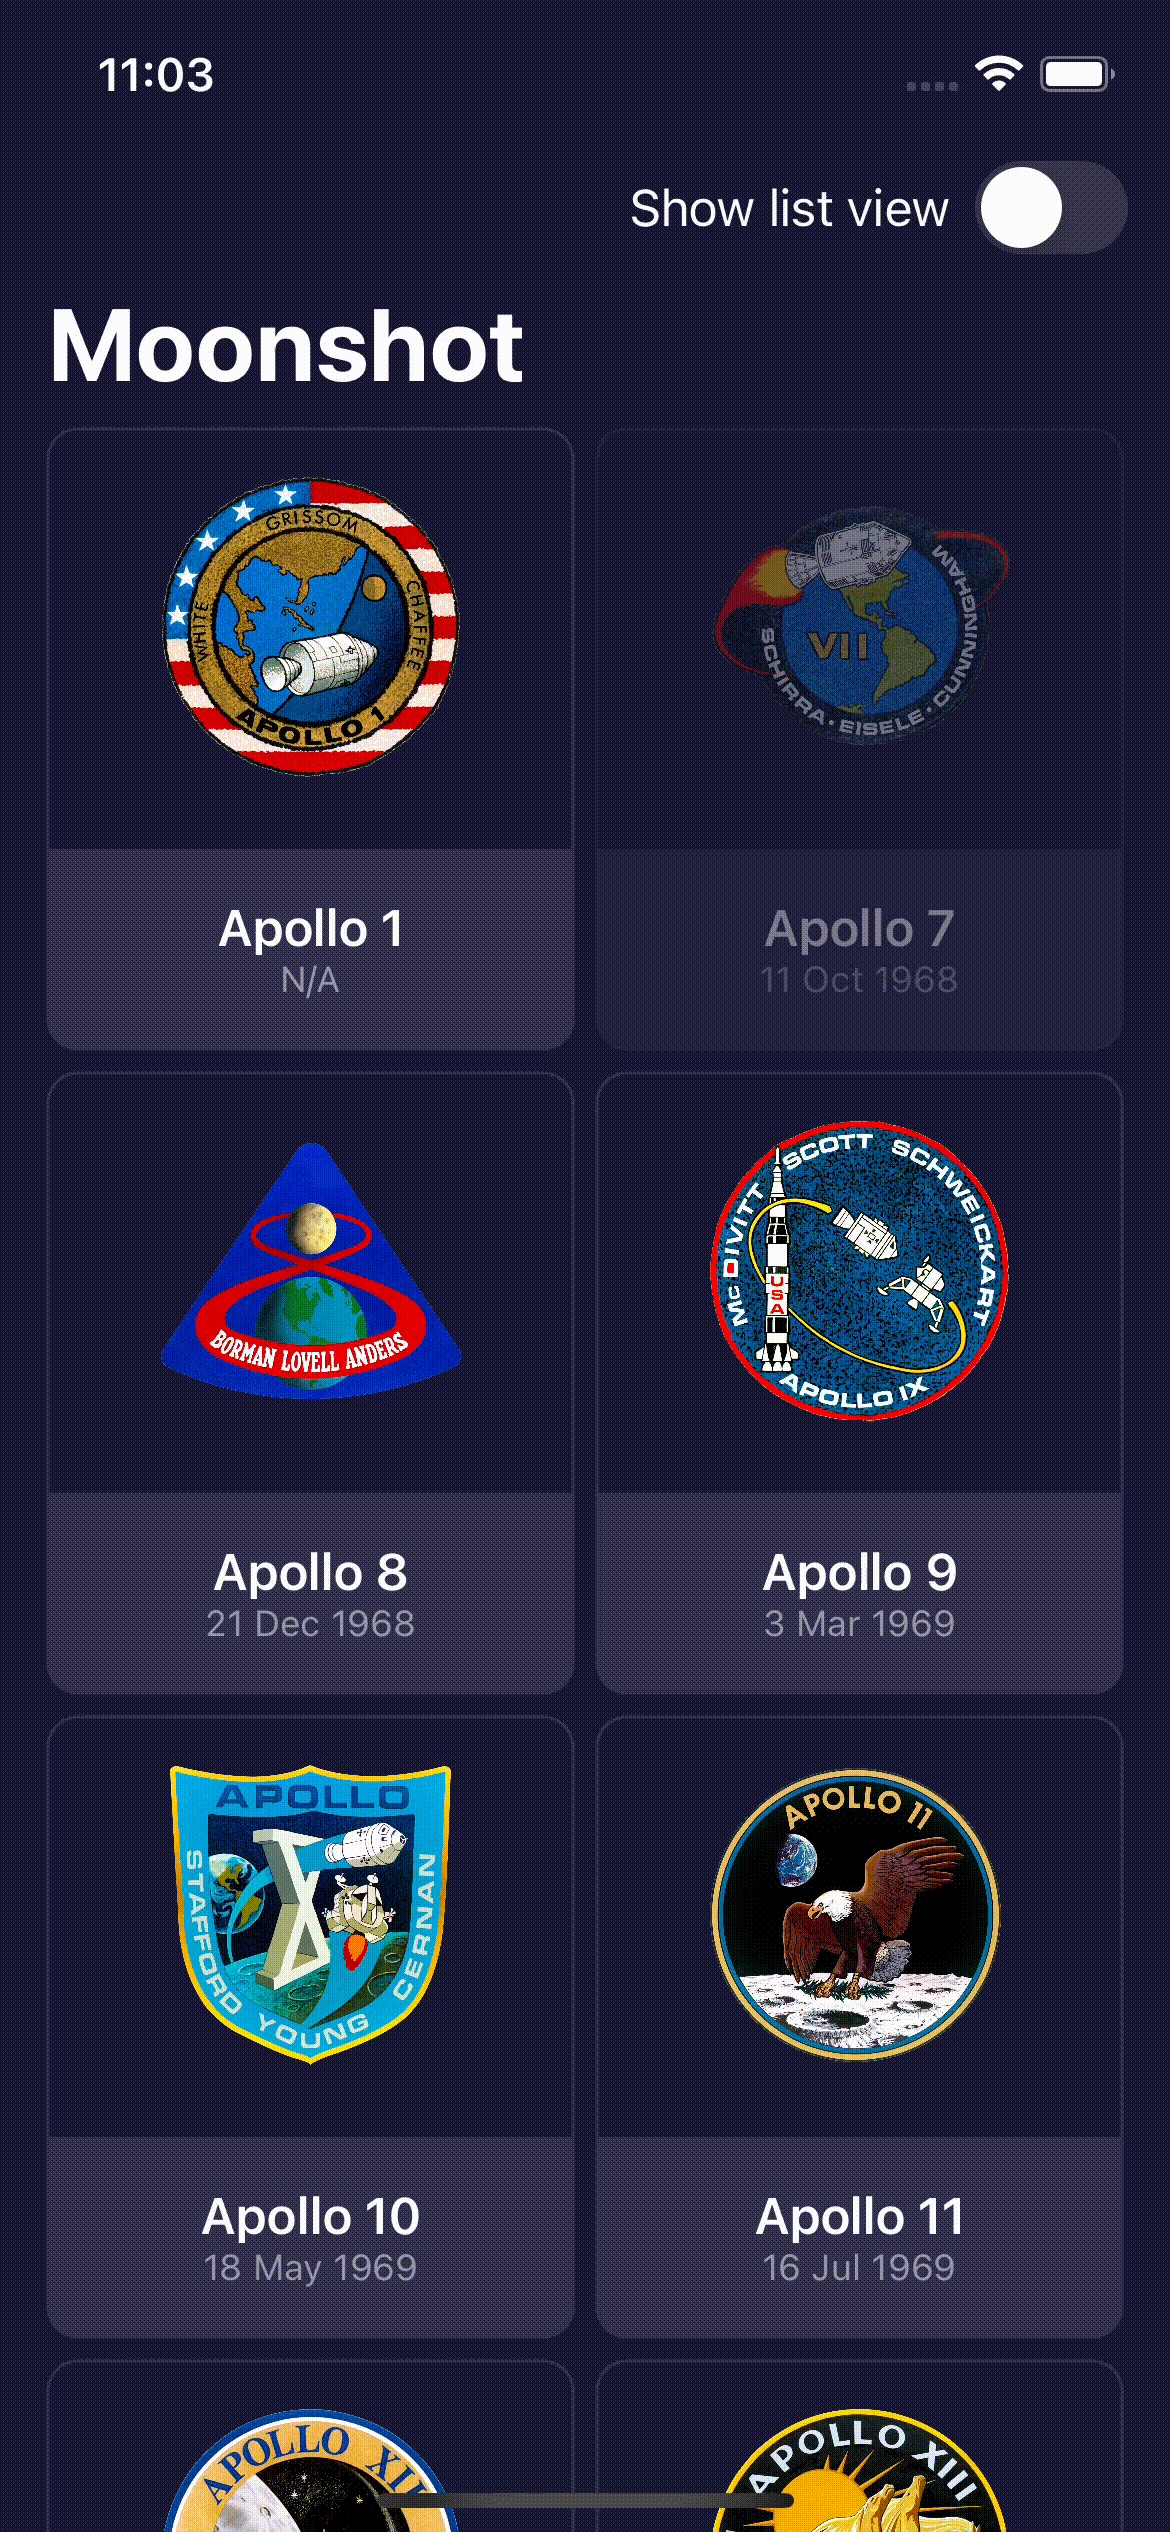 11:03
Show list view
Moonshot
GRISSOM
WHITE
CHAFFEE
APOLLO 1
VII
SCHIRRA • EISELE • CUNNINGHAM
Apollo 1
N/A
Apollo 7
11 Oct 1968
BORMAN LOVELL ANDERS
McDIVITT SCOTT SCHWEICKART
USA
APOLLO IX
Apollo 8
21 Dec 1968
Apollo 9
3 Mar 1969
APOLLO
X
STAFFORD YOUNG CERNAN
APOLLO 11
Apollo 10
18 May 1969
Apollo 11
16 Jul 1969
APOLLO XII
APOLLO XIII